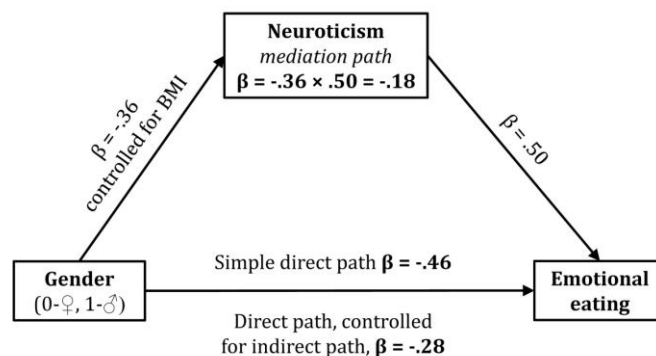 Neuroticism
mediation path
β = -.36 × .50 = -.18
β = -.36
controlled for BMI
β = .50
Gender
(0-♀, 1-♂)
Simple direct path β = -.46
Direct path, controlled
for indirect path, β = -.28
Emotional
eating